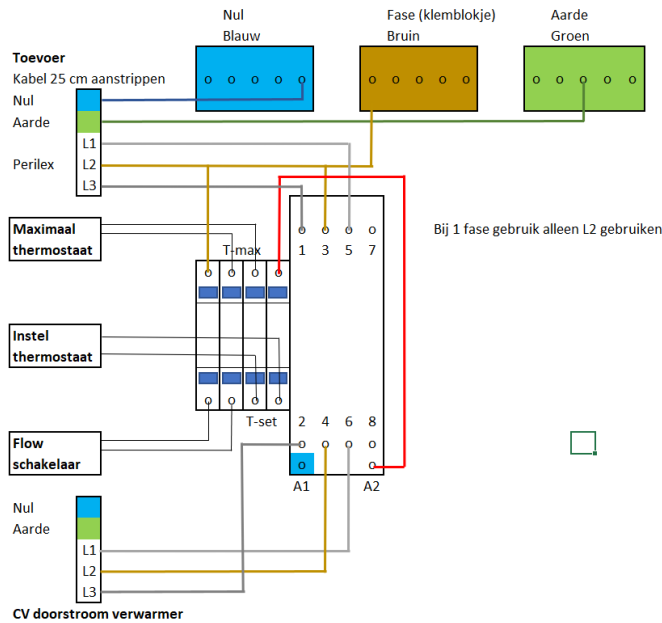 Nul Fase (klemblokje) Aarde
Blauw Bruin Groen
Toevoer
Kabel 25 cm aanstrippen
o o o o o o o o o o o o o o o
Nul
Aarde
L1
Perilex L2
L3
Maximaal
thermostaat
Bij 1 fase gebruik alleen L2 gebruiken
o o o o
T-max 1 3 5 7
o o o o
Instel
thermostaat
o o o o
T-set 2 4 6 8
Flow
schakelaar
o o o o
o o
A1 A2
Nul
Aarde
L1
L2
L3
CV doorstroom verwarmer